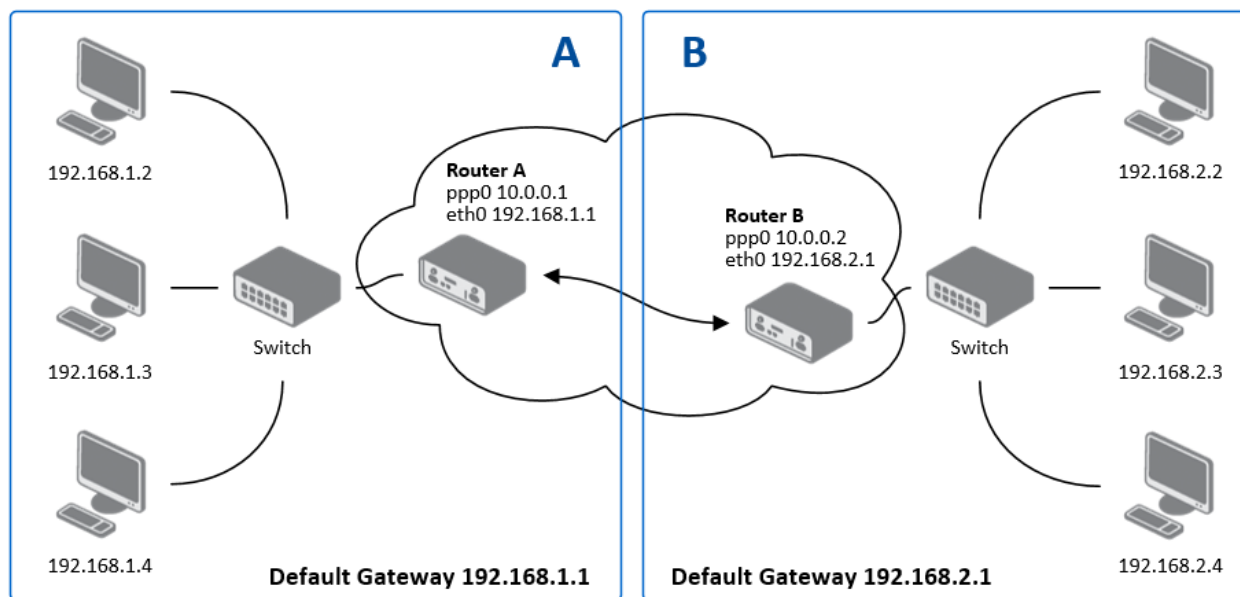 A
192.168.1.2
192.168.1.3
192.168.1.4
Switch
Router A
ppp0 10.0.0.1
eth0 192.168.1.1
Default Gateway 192.168.1.1
B
Router B
ppp0 10.0.0.2
eth0 192.168.2.1
Switch
192.168.2.2
192.168.2.3
192.168.2.4
Default Gateway 192.168.2.1